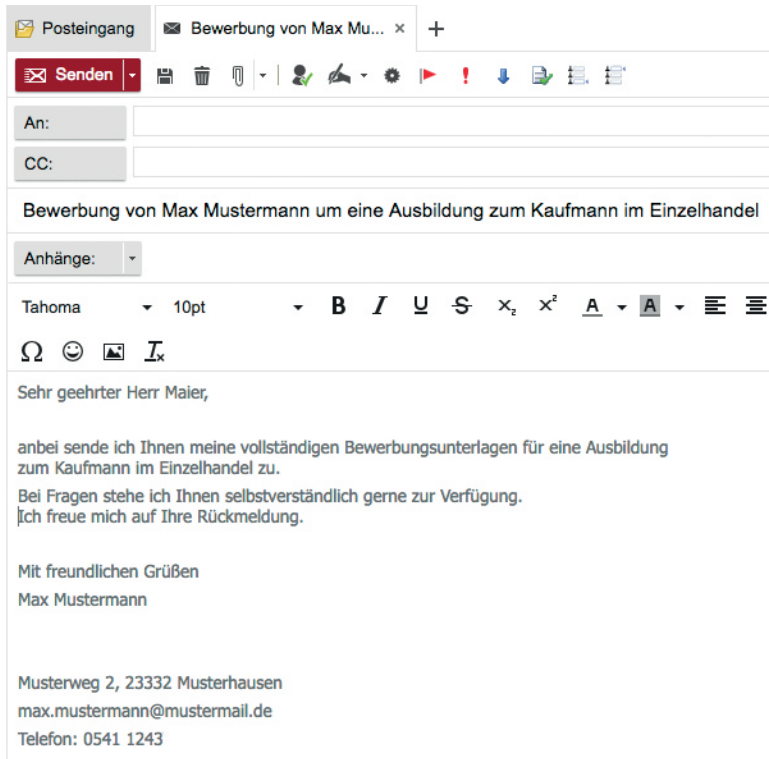 Posteingang
Bewerbung von Max Mu... × +
Senden
An:
CC:
Bewerbung von Max Mustermann um eine Ausbildung zum Kaufmann im Einzelhandel
Anhänge:
Tahoma 10pt B I U S X₂ X² A A
Ω Ix
Sehr geehrter Herr Maier,
anbei sende ich Ihnen meine vollständigen Bewerbungsunterlagen für eine Ausbildung
zum Kaufmann im Einzelhandel zu.
Bei Fragen stehe ich Ihnen selbstverständlich gerne zur Verfügung.
Ich freue mich auf Ihre Rückmeldung.
Mit freundlichen Grüßen
Max Mustermann
Musterweg 2, 23332 Musterhausen
max.mustermann@mustermail.de
Telefon: 0541 1243